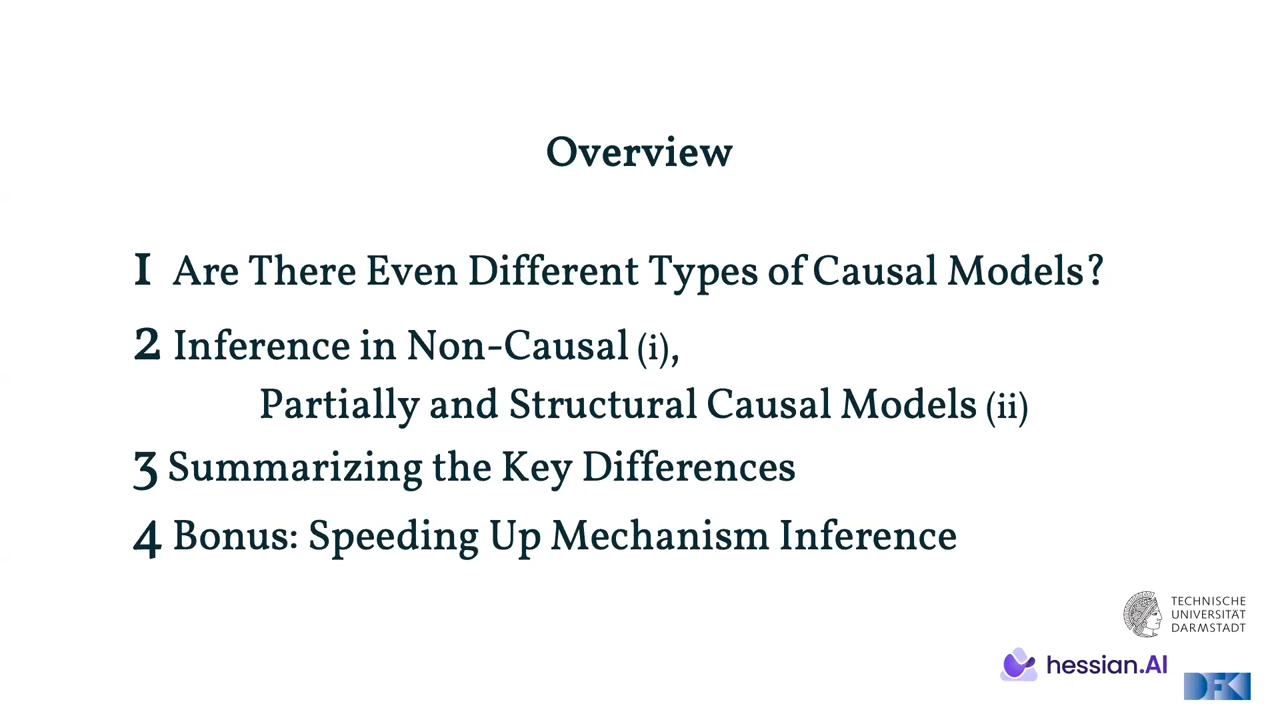 Overview
1 Are There Even Different Types of Causal Models?
2 Inference in Non-Causal (i),
Partially and Structural Causal Models (ii)
3 Summarizing the Key Differences
4 Bonus: Speeding Up Mechanism Inference
TECHNISCHE
UNIVERSITÄT
DARMSTADT
hessian.AI
DFKI